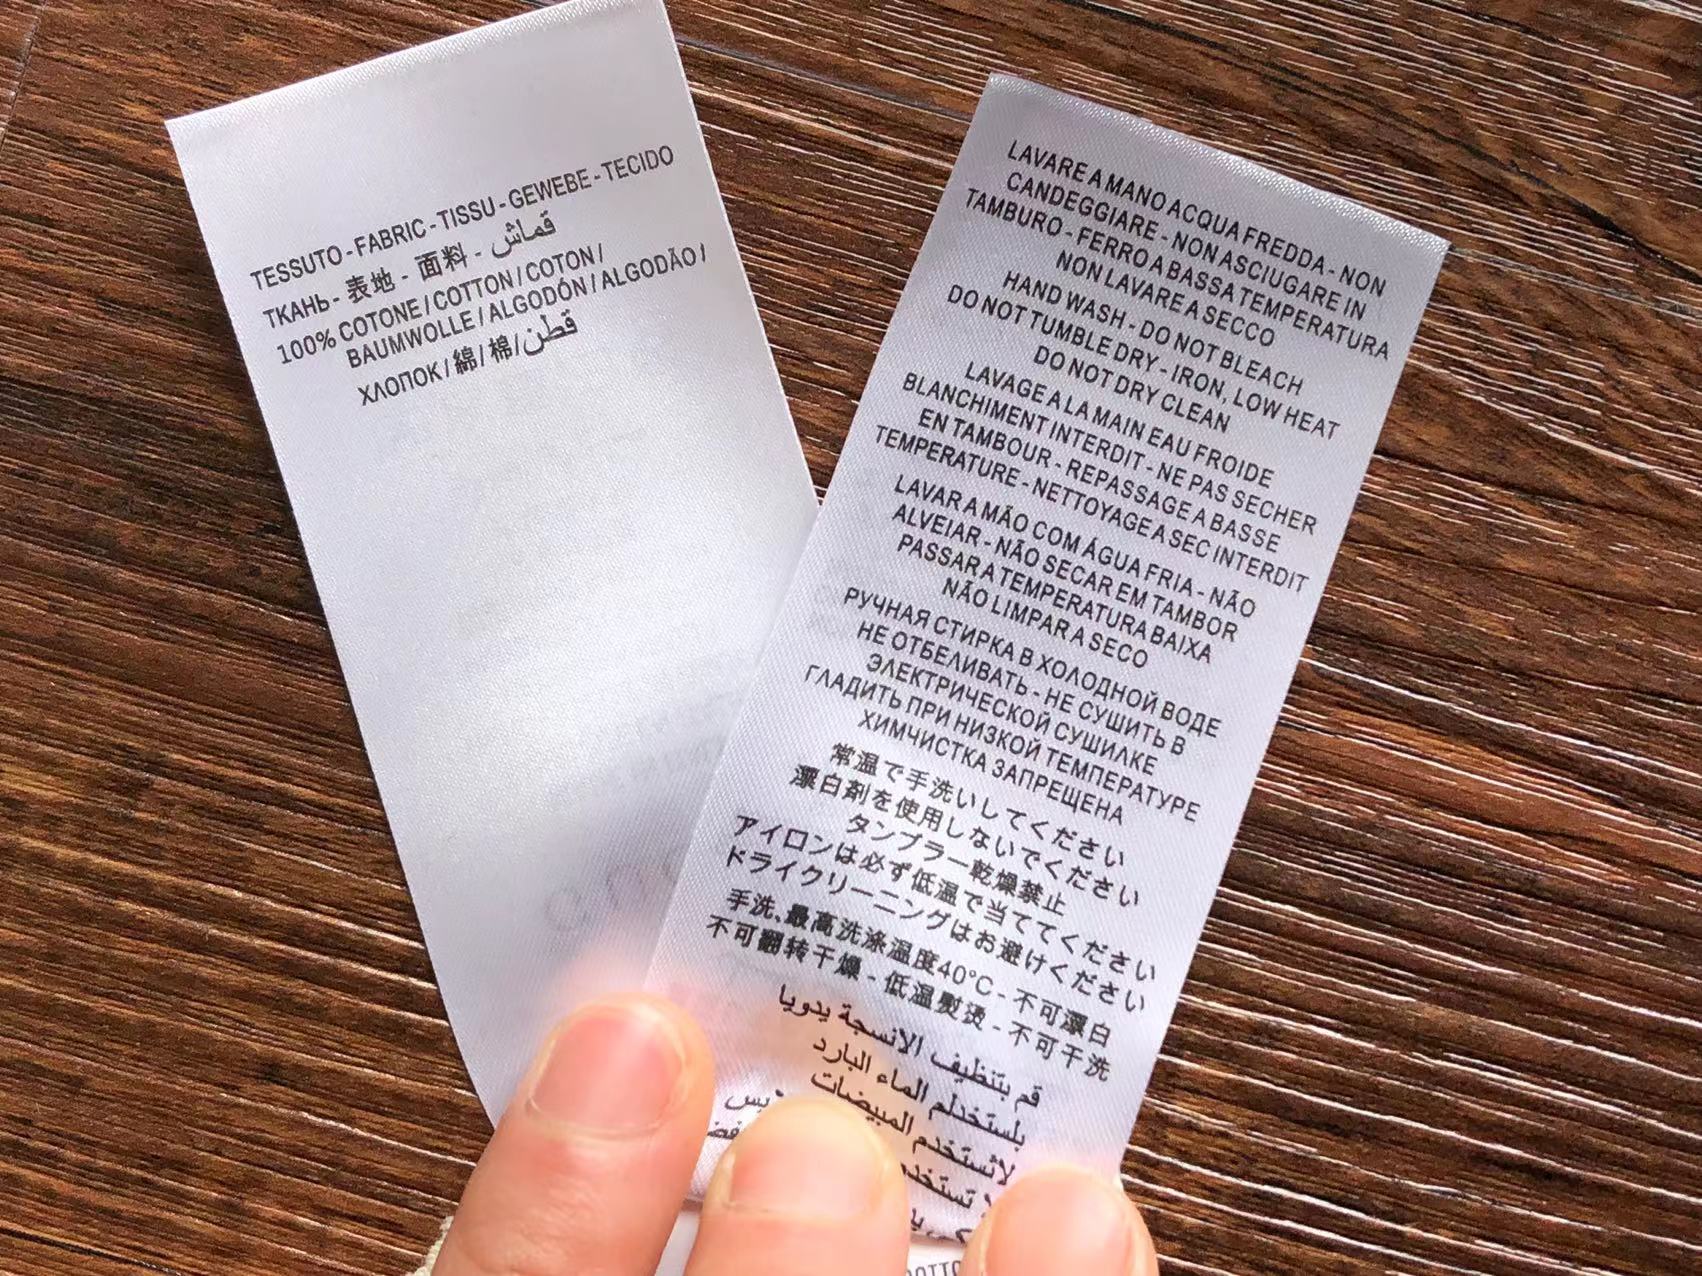 TESSUTO - FABRIC - TISSU - GEWEBE - TECIDO
ТКАНЬ - 表地 - 面料 - قماش
100% COTONE / COTTON / COTON /
BAUMWOLLE / ALGODÓN / ALGODÃO /
ХЛОПОК / 綿 / 棉 / قطن
LAVARE A MANO ACQUA FREDDA - NON
CANDEGGIARE - NON ASCIUGARE IN
TAMBURO - FERRO A BASSA TEMPERATURA
NON LAVARE A SECCO
HAND WASH - DO NOT BLEACH
DO NOT TUMBLE DRY - IRON, LOW HEAT
DO NOT DRY CLEAN
LAVAGE A LA MAIN EAU FROIDE
BLANCHIMENT INTERDIT - NE PAS SECHER
EN TAMBOUR - REPASSAGE A BASSE
TEMPERATURE - NETTOYAGE A SEC INTERDIT
LAVAR A MÃO COM ÁGUA FRIA - NÃO
ALVEIAR - NÃO SECAR EM TAMBOR
PASSAR A TEMPERATURA BAIXA
NÃO LIMPAR A SECO
РУЧНАЯ СТИРКА В ХОЛОДНОЙ ВОДЕ
НЕ ОТБЕЛИВАТЬ - НЕ СУШИТЬ В
ЭЛЕКТРИЧЕСКОЙ СУШИЛКЕ
ГЛАДИТЬ ПРИ НИЗКОЙ ТЕМПЕРАТУРЕ
ХИМЧИСТКА ЗАПРЕЩЕНА
常温で手洗いしてください
漂白剤を使用しないでください
タンブラー乾燥禁止
アイロンは必ず低温で当ててください
ドライクリーニングはお避けください
手洗、最高洗涤温度40°C - 不可漂白
不可翻转干燥 - 低温熨烫 - 不可干洗
قم بتنظيف الانسجة يدويا
بلستخدلم الماء البارد
لاتستخدم المبيضات